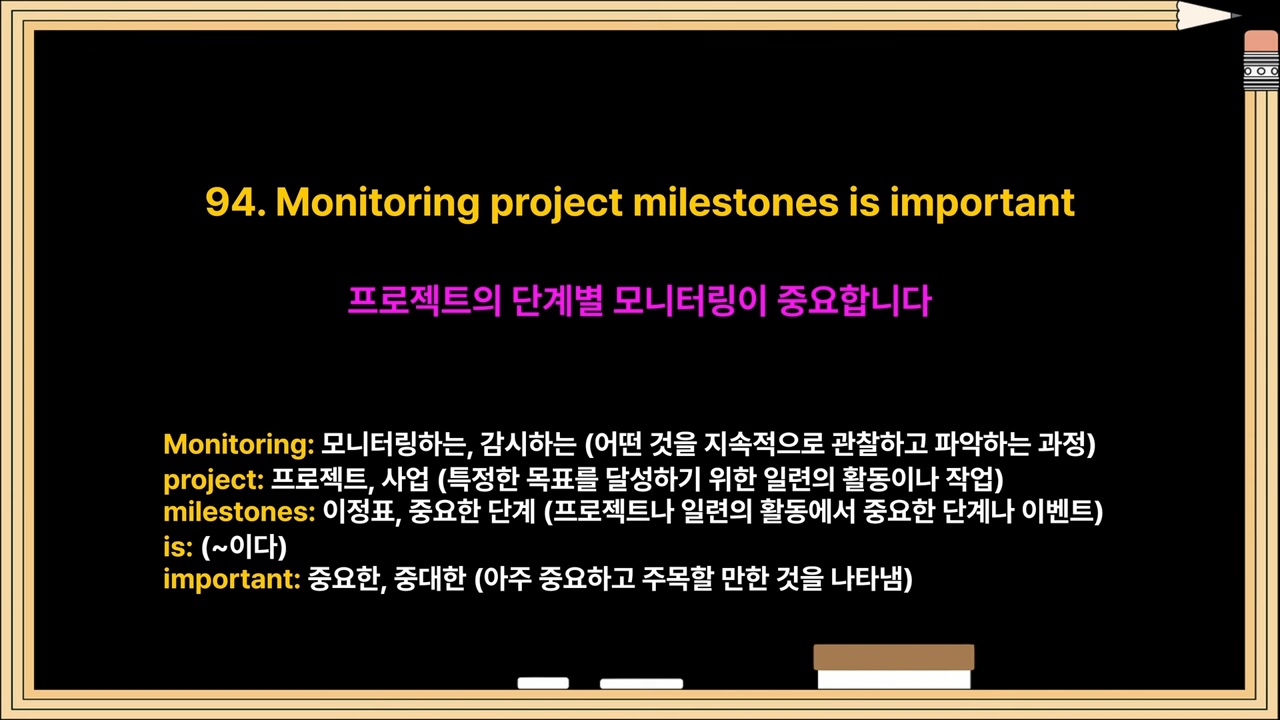 94. Monitoring project milestones is important
프로젝트의 단계별 모니터링이 중요합니다
Monitoring: 모니터링하는, 감시하는 (어떤 것을 지속적으로 관찰하고 파악하는 과정)
project: 프로젝트, 사업 (특정한 목표를 달성하기 위한 일련의 활동이나 작업)
milestones: 이정표, 중요한 단계 (프로젝트나 일련의 활동에서 중요한 단계나 이벤트)
is: (~이다)
important: 중요한, 중대한 (아주 중요하고 주목할 만한 것을 나타냄)